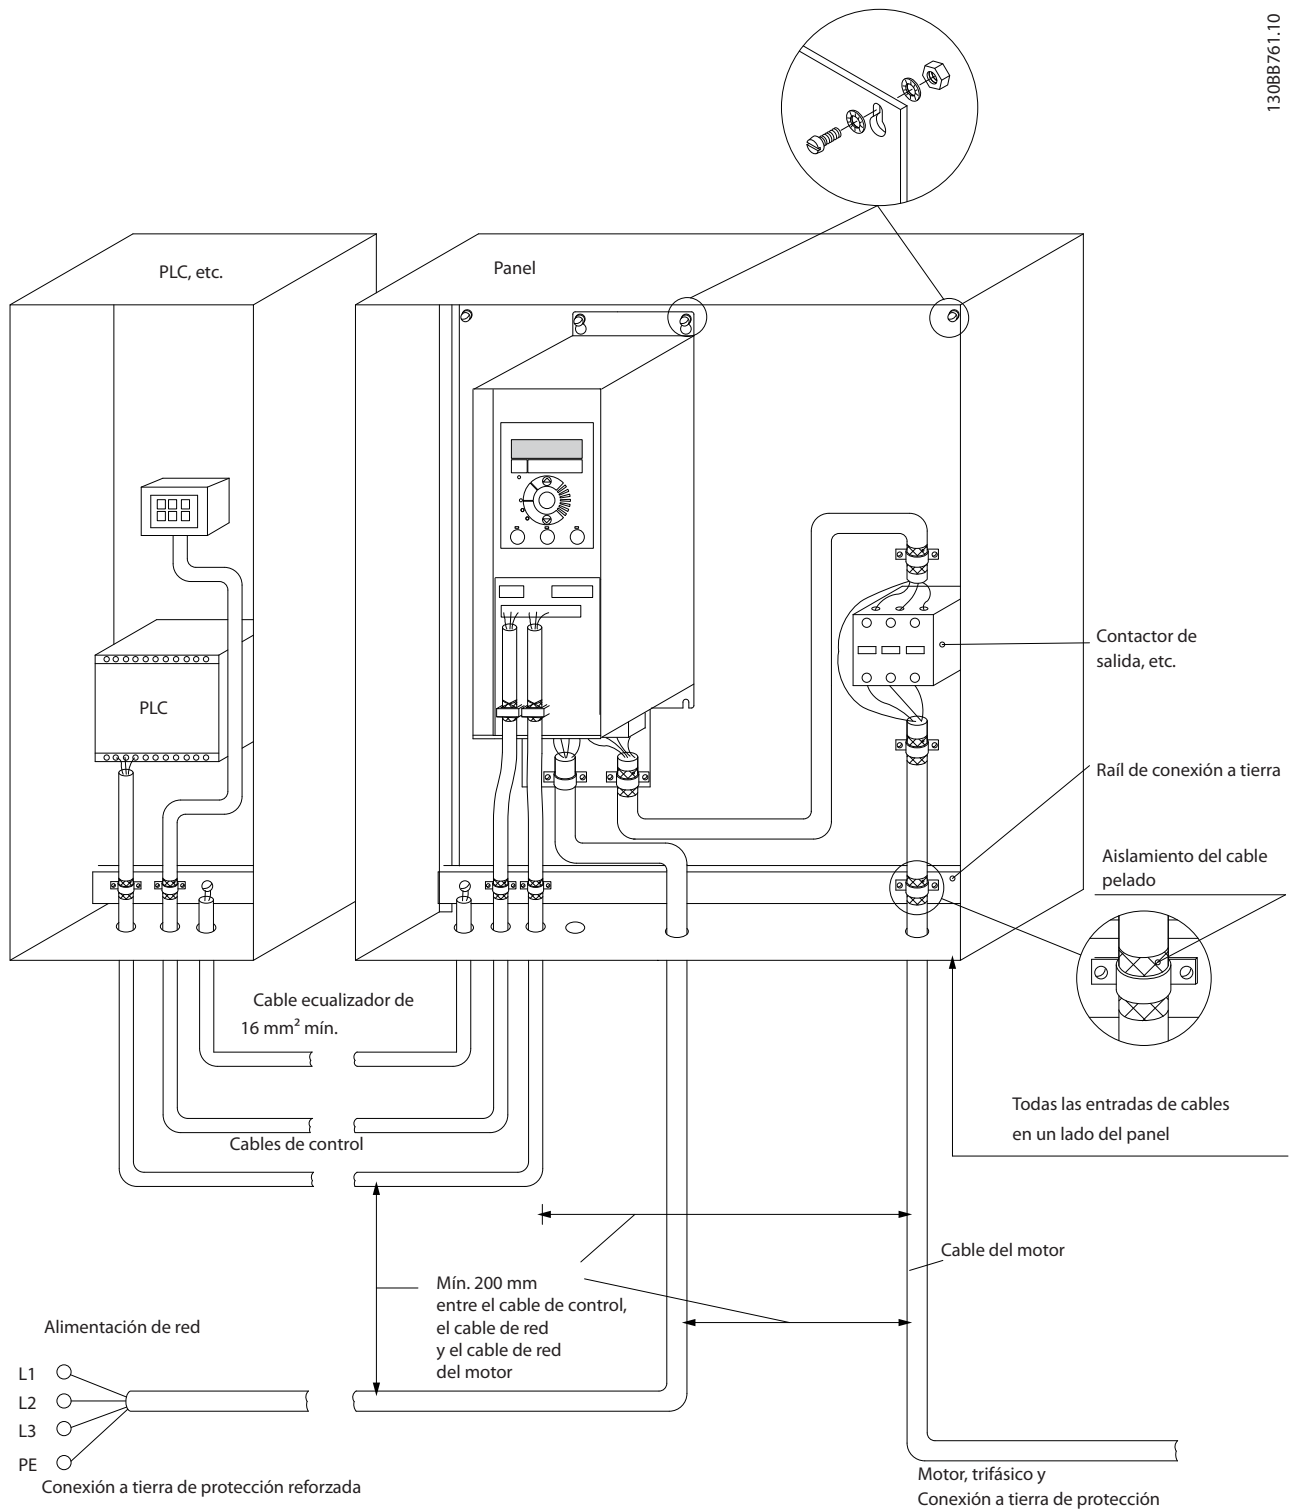 130BB761.10
PLC, etc.
Panel
PLC
Contactor de
salida, etc.
Raíl de conexión a tierra
Aislamiento del cable
pelado
Cable ecualizador de
16 mm² mín.
Todas las entradas de cables
en un lado del panel
Cables de control
Cable del motor
Mín. 200 mm
entre el cable de control,
el cable de red
y el cable de red
del motor
Alimentación de red
L1
L2
L3
PE
Conexión a tierra de protección reforzada
Motor, trifásico y
Conexión a tierra de protección